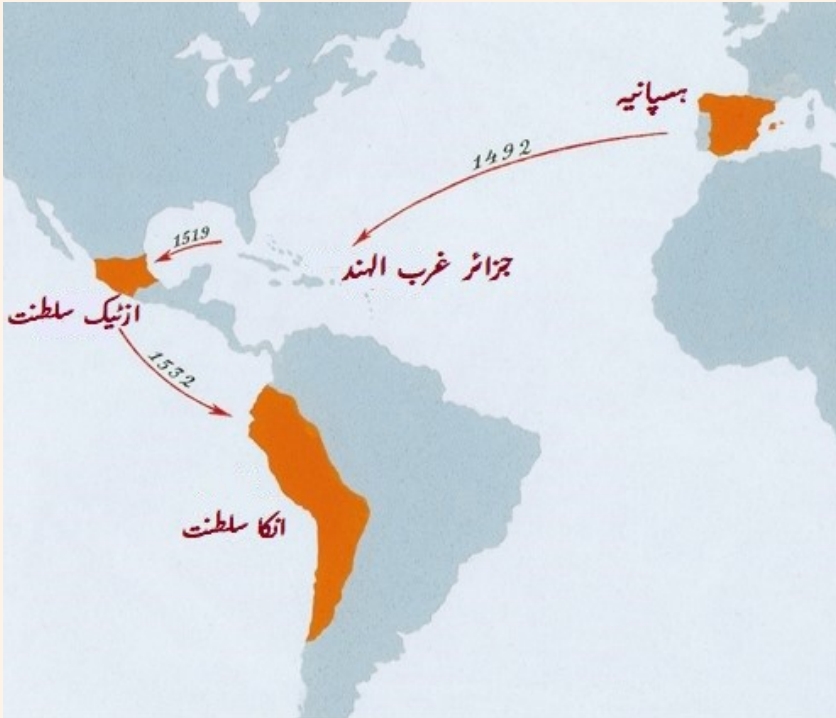 ہسپانیہ
1492
1519
جزائر غرب الہند
ازٹیک سلطنت
1532
انکا سلطنت